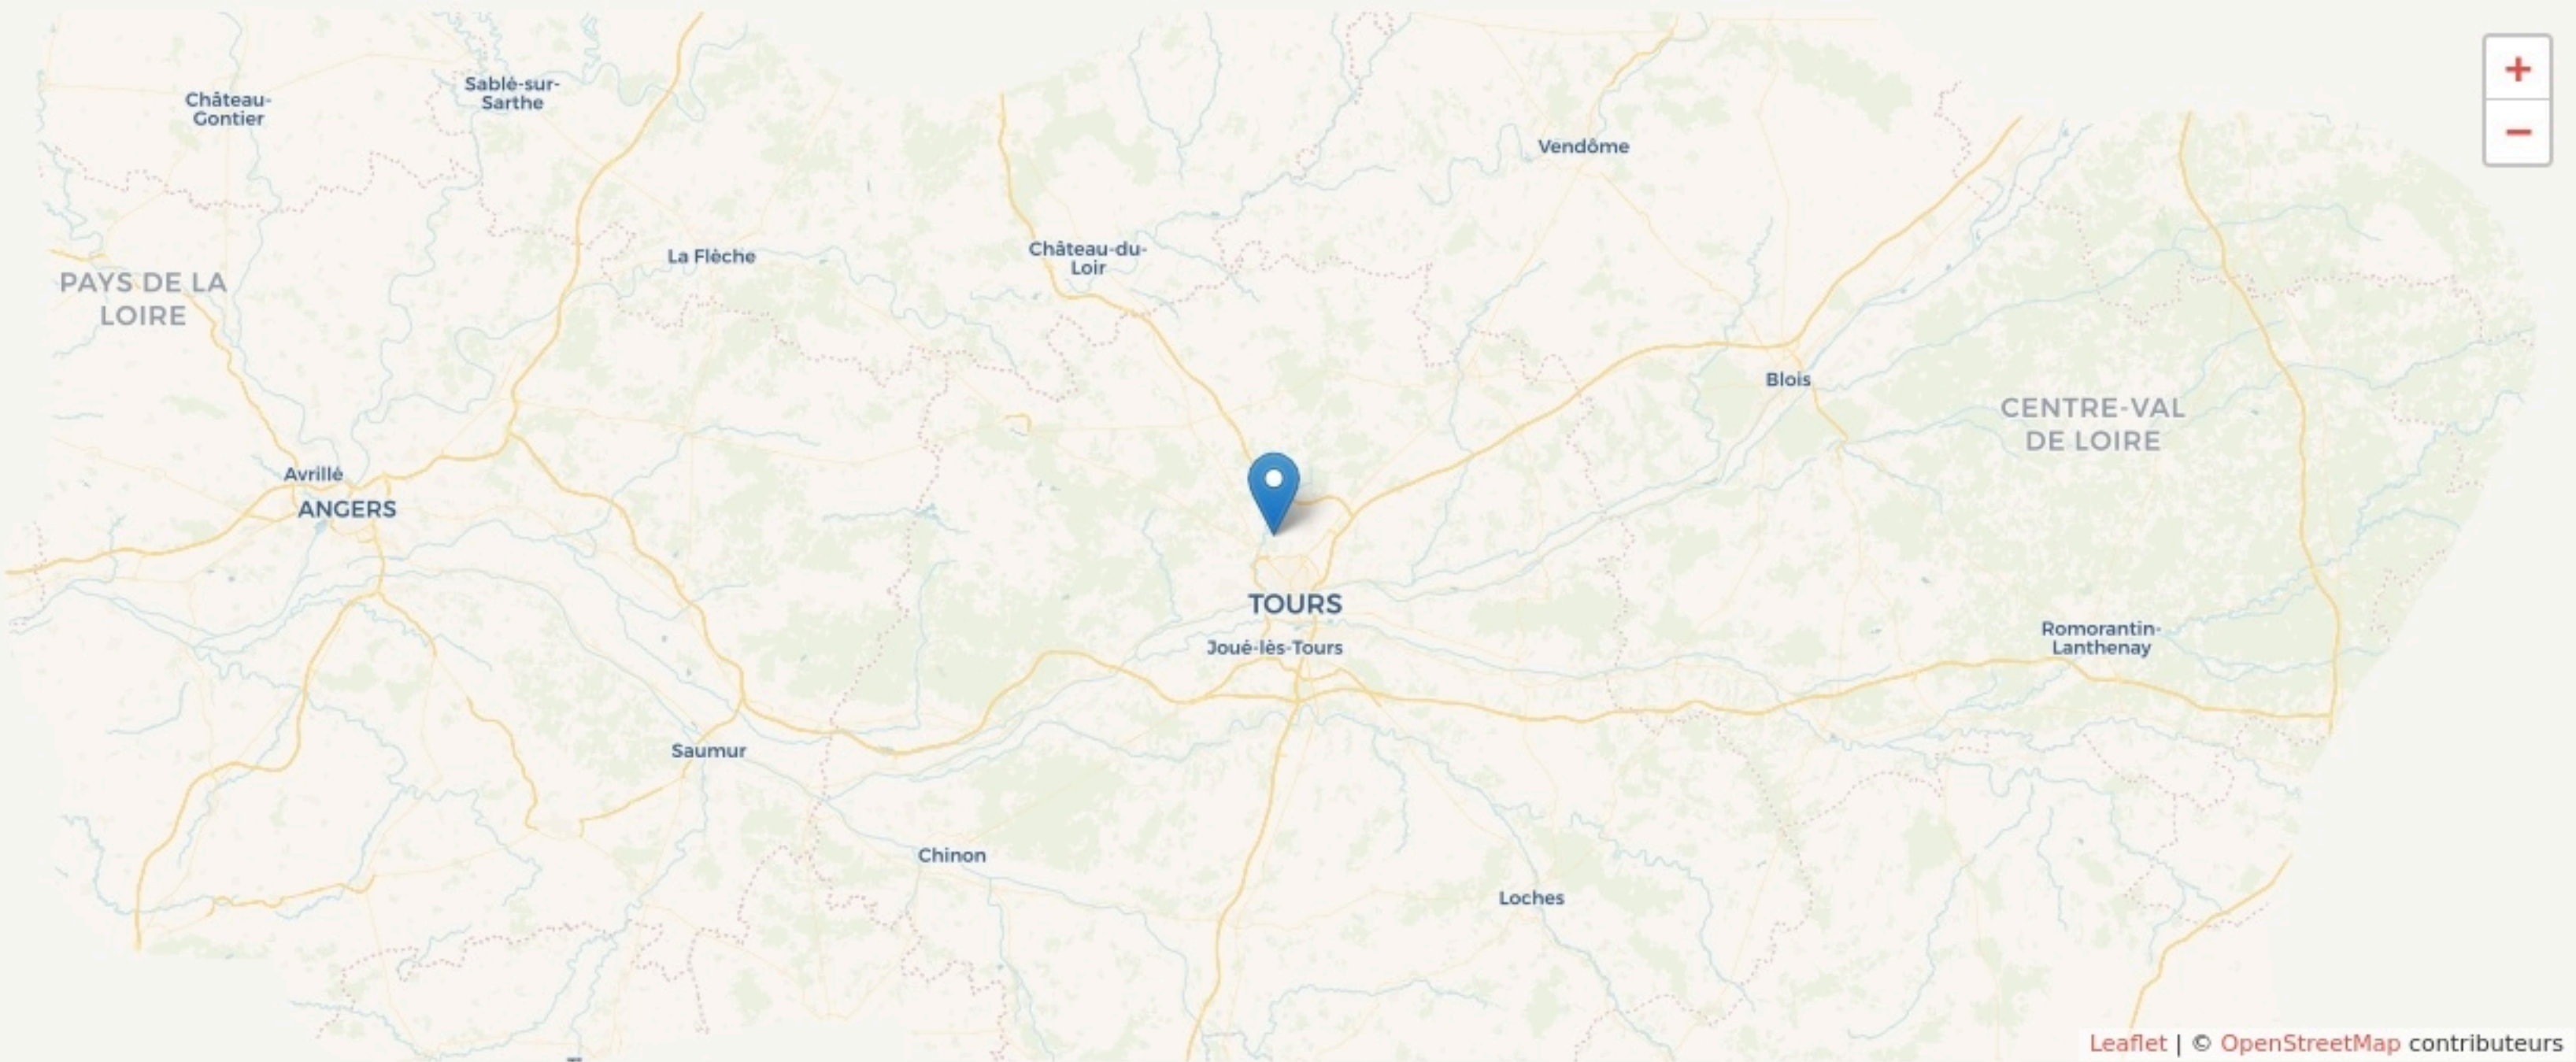 Château-
Gontier
Sablé-sur-
Sarthe
+
−
Vendôme
La Flèche
Château-du-
Loir
PAYS DE LA
LOIRE
Blois
CENTRE-VAL
DE LOIRE
Avrillé
ANGERS
TOURS
Joué-lès-Tours
Romorantin-
Lanthenay
Saumur
Chinon
Loches
Leaflet | © OpenStreetMap contributeurs